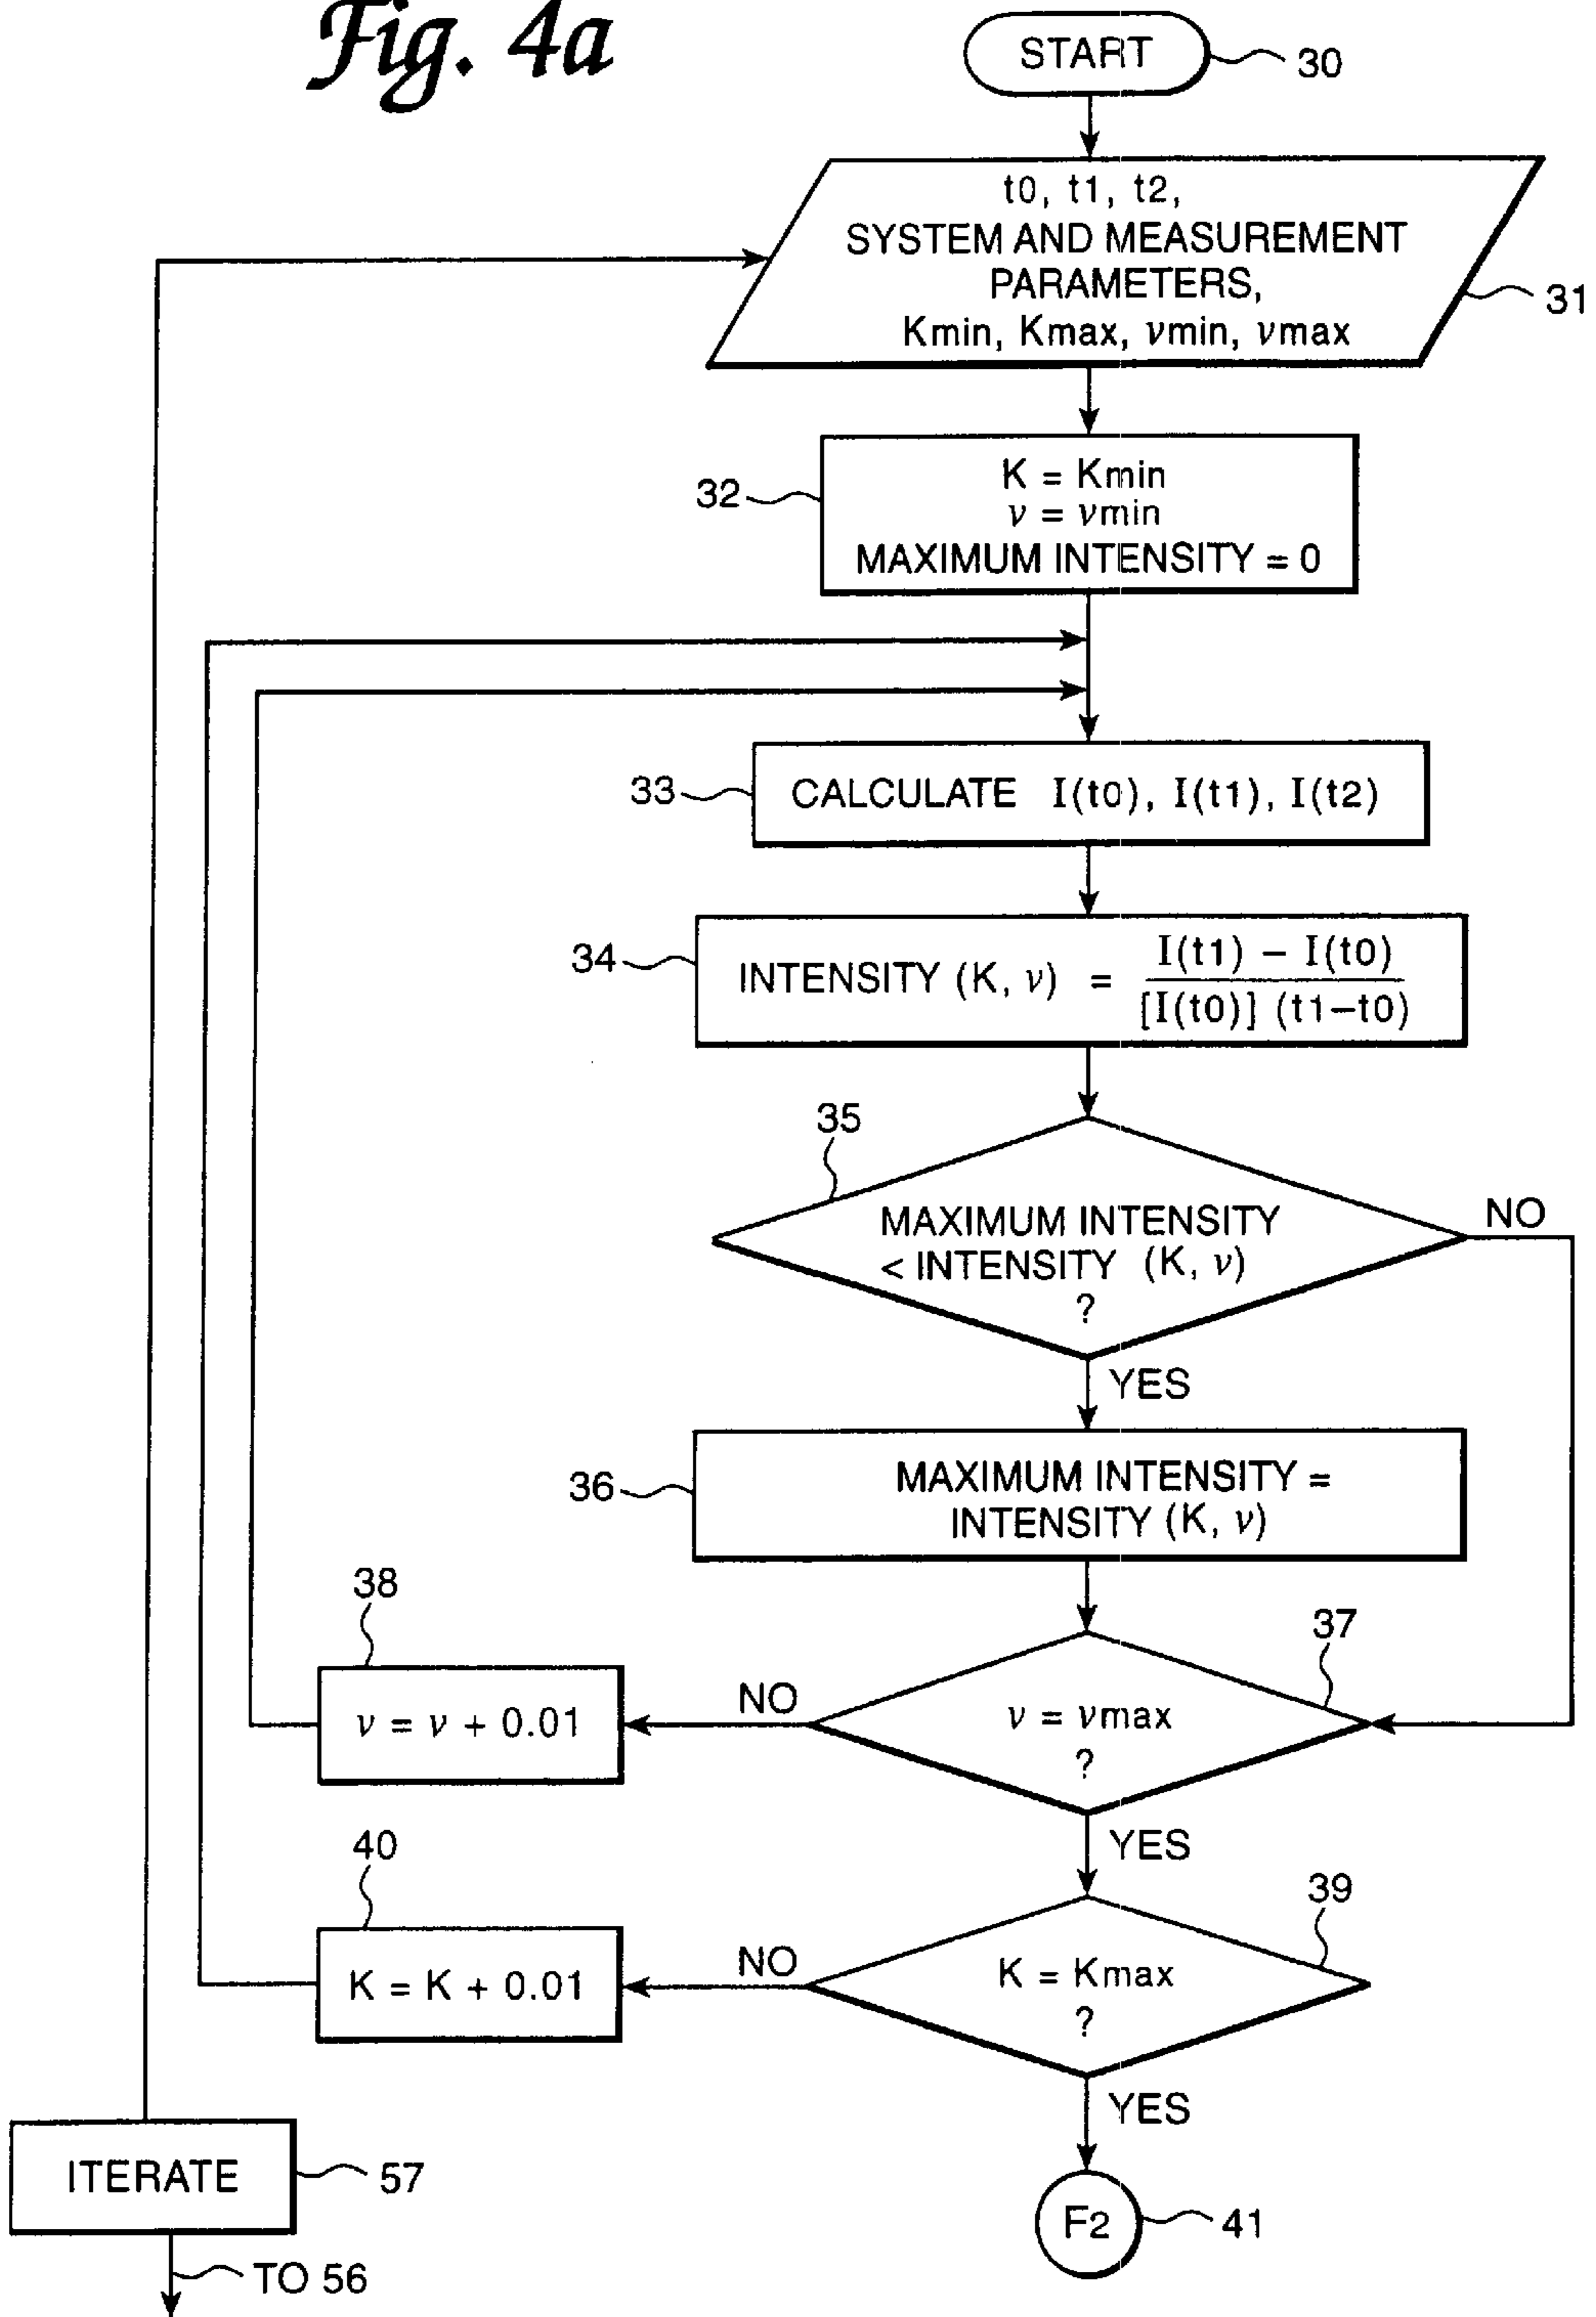 Fig. 4a
START
30
t0, t1, t2,
SYSTEM AND MEASUREMENT
PARAMETERS,
Kmin, Kmax, νmin, νmax
31
32
K = Kmin
ν = νmin
MAXIMUM INTENSITY = 0
33
CALCULATE I(t0), I(t1), I(t2)
34
INTENSITY (K, ν) = I(t1) – I(t0)
[I(t0)] (t1–t0)
35
MAXIMUM INTENSITY
< INTENSITY (K, ν)
?
NO
YES
36
MAXIMUM INTENSITY =
INTENSITY (K, ν)
38
37
ν = ν + 0.01
NO
ν = νmax
?
YES
40
39
K = K + 0.01
NO
K = Kmax
?
YES
ITERATE
57
F2
41
TO 56